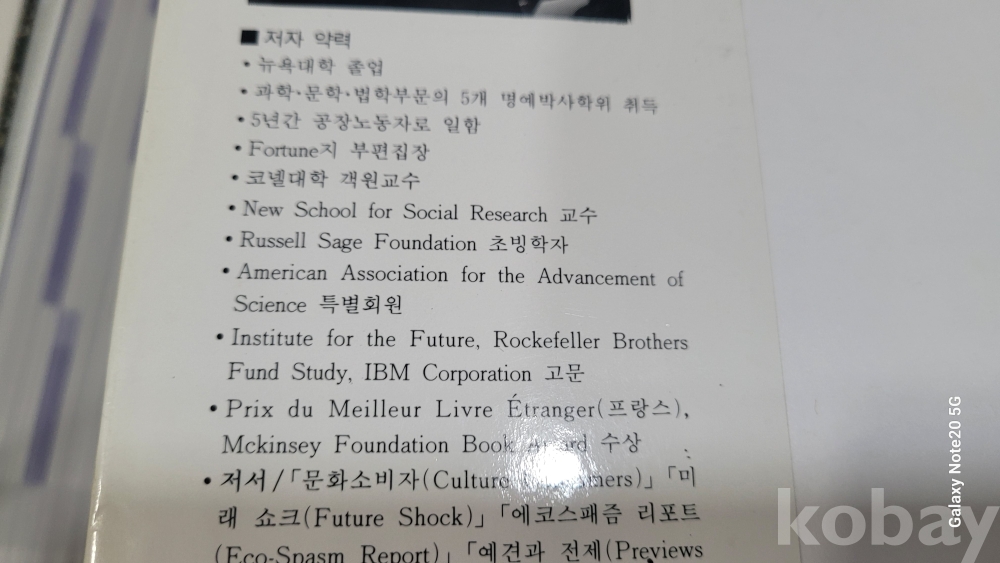 ■ 저자 약력
• 뉴욕대학 졸업
• 과학·문학·법학부문의 5개 명예박사학위 취득
• 5년간 공장노동자로 일함
• Fortune지 부편집장
• 코넬대학 객원교수
• New School for Social Research 교수
• Russell Sage Foundation 초빙학자
• American Association for the Advancement of
Science 특별회원
• Institute for the Future, Rockefeller Brothers
Fund Study, IBM Corporation 고문
• Prix du Meilleur Livre Étranger(프랑스),
Mckinsey Foundation Book 수상
• 저서/「문화소비자(Culture 」「미
래 쇼크(Future Shock)」「에코스패즘 리포트
(Eco-Spasm Report)」「예견과 전제(Previews
Galaxy Note20 5G
kobay